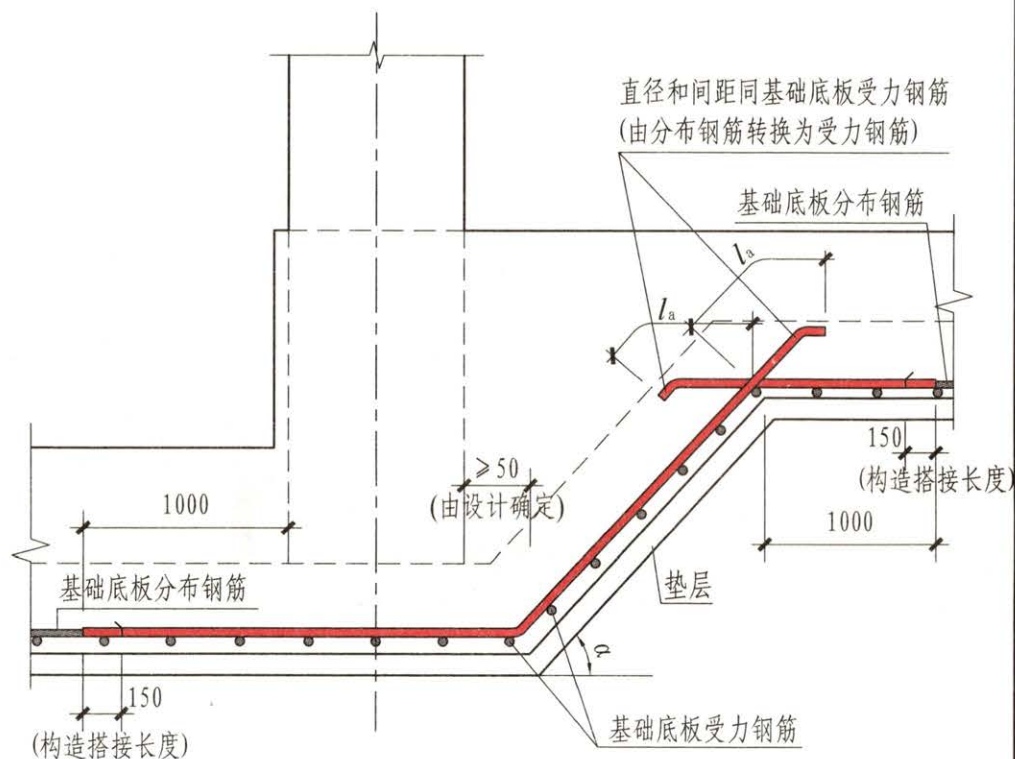 直径和间距同基础底板受力钢筋
(由分布钢筋转换为受力钢筋)
基础底板分布钢筋
la
la
≥50
(由设计确定)
150
(构造搭接长度)
1000
1000
基础底板分布钢筋
垫层
α
150
(构造搭接长度)
基础底板受力钢筋